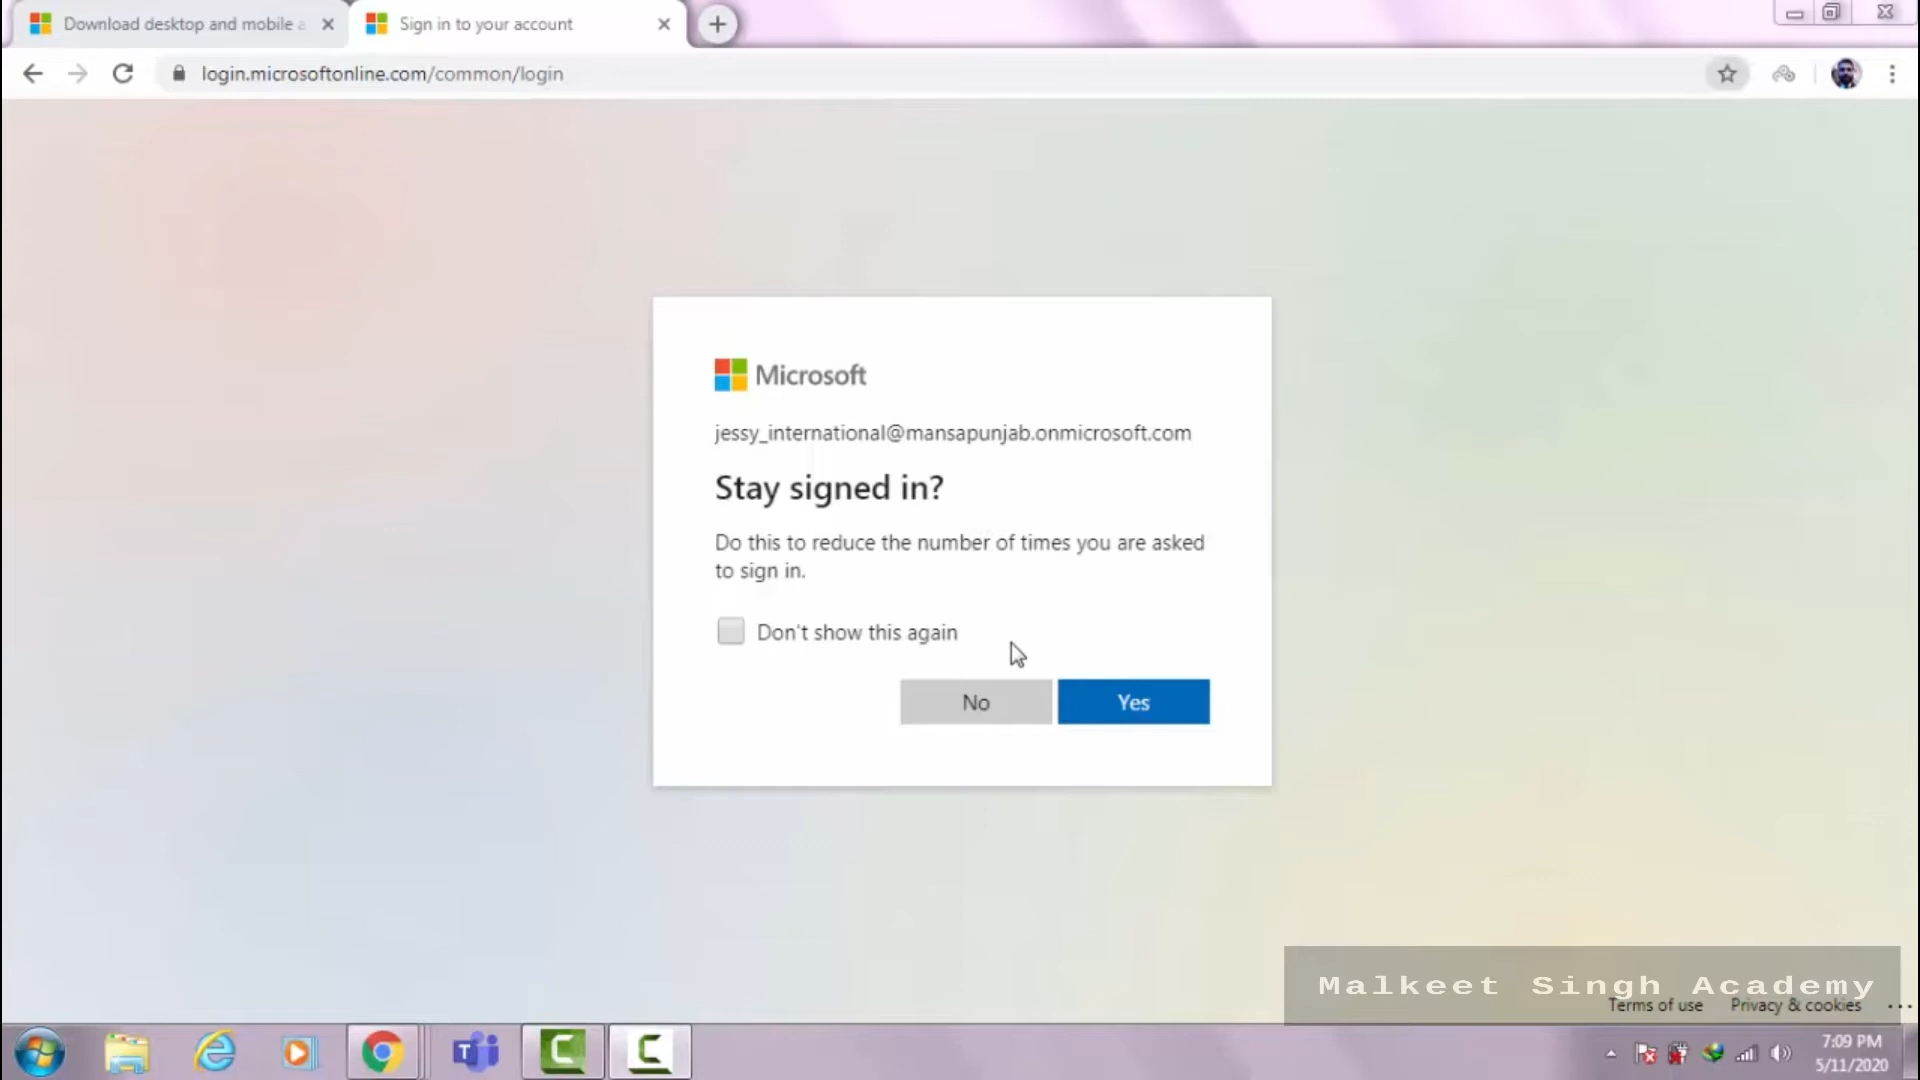 Download desktop and mobile a
Sign in to your account
login.microsoftonline.com/common/login
Microsoft
jessy_international@mansapunjab.onmicrosoft.com
Stay signed in?
Do this to reduce the number of times you are asked
to sign in.
Don't show this again
No
Yes
Malkeet Singh Academy
Terms of use
Privacy & cookies
...
7:09 PM
5/11/2020